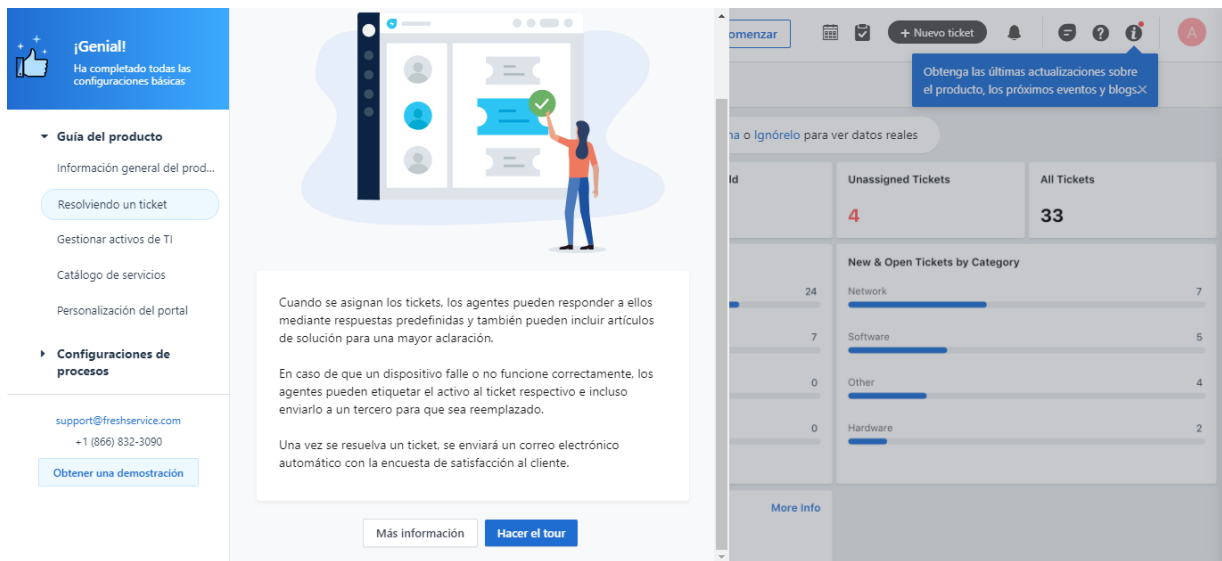 ¡Genial!
Ha completado todas las
configuraciones básicas
Guía del producto
Información general del prod...
Resolviendo un ticket
Gestionar activos de TI
Catálogo de servicios
Personalización del portal
Configuraciones de
procesos
support@freshservice.com
+1 (866) 832-3090
Obtener una demostración
Cuando se asignan los tickets, los agentes pueden responder a ellos
mediante respuestas predefinidas y también pueden incluir artículos
de solución para una mayor aclaración.
En caso de que un dispositivo falle o no funcione correctamente, los
agentes pueden etiquetar el activo al ticket respectivo e incluso
enviarlo a un tercero para que sea reemplazado.
Una vez se resuelva un ticket, se enviará un correo electrónico
automático con la encuesta de satisfacción al cliente.
Más información
Hacer el tour
omenzar
+ Nuevo ticket
A
Obtenga las últimas actualizaciones sobre
el producto, los próximos eventos y blogs.
na o Ignórelo para ver datos reales
ld
Unassigned Tickets
4
All Tickets
33
24
7
0
0
New & Open Tickets by Category
Network 7
Software 5
Other 4
Hardware 2
More Info